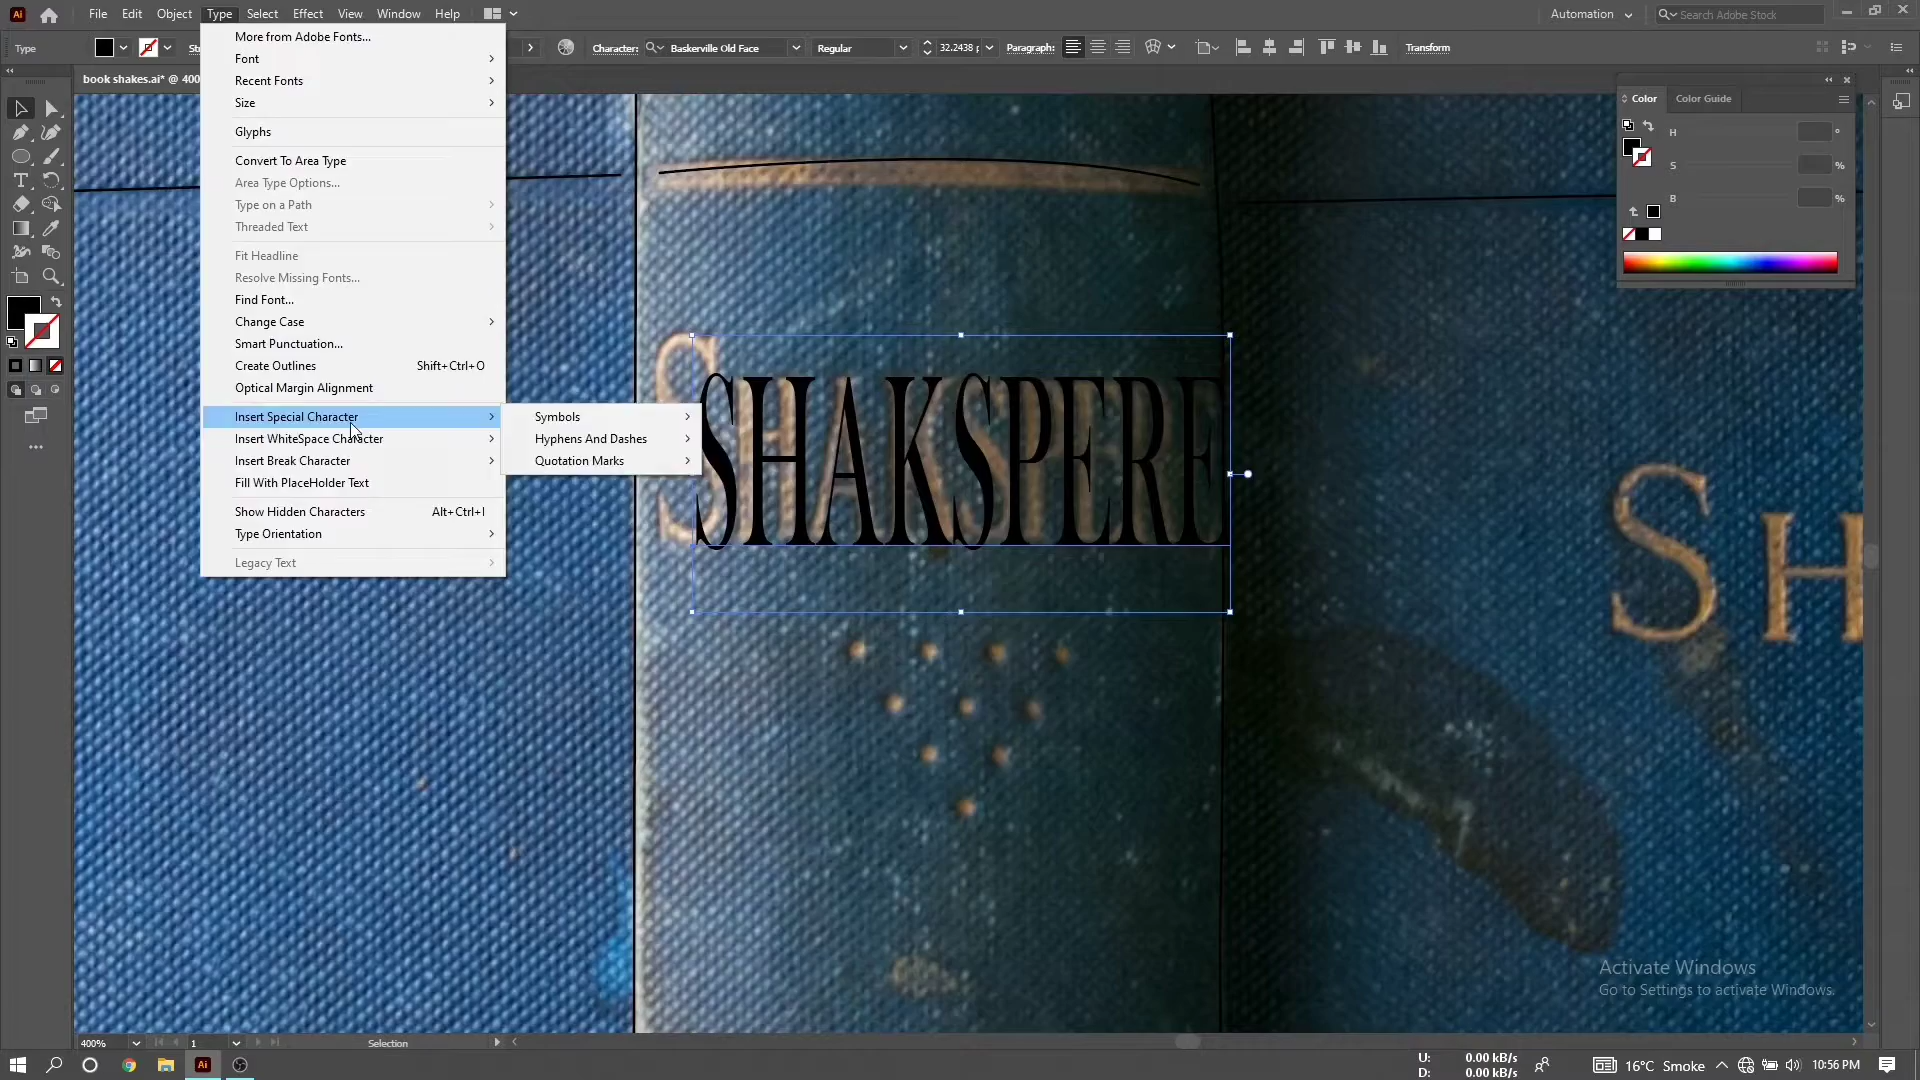 Ai File Edit Object Type Select Effect View Window Help Automation Search Adobe Stock
Type Character: Baskerville Old Face Regular 32.2438 p Paragraph: Transform
book shakes.ai* @ 400
More from Adobe Fonts...
Font
Recent Fonts
Size
Glyphs
Convert To Area Type
Area Type Options...
Type on a Path
Threaded Text
Fit Headline
Resolve Missing Fonts...
Find Font...
Change Case
Smart Punctuation...
Create Outlines Shift+Ctrl+O
Optical Margin Alignment
Insert Special Character
Insert WhiteSpace Character
Insert Break Character
Fill With PlaceHolder Text
Show Hidden Characters Alt+Ctrl+I
Type Orientation
Legacy Text
Symbols
Hyphens And Dashes
Quotation Marks
SHAKSPERE
SH
Color Color Guide
H °
S %
B %
Activate Windows
Go to Settings to activate Windows.
400% 1 Selection
Ai U: 0.00 kB/s 16°C Smoke 10:56 PM
D: 0.00 kB/s